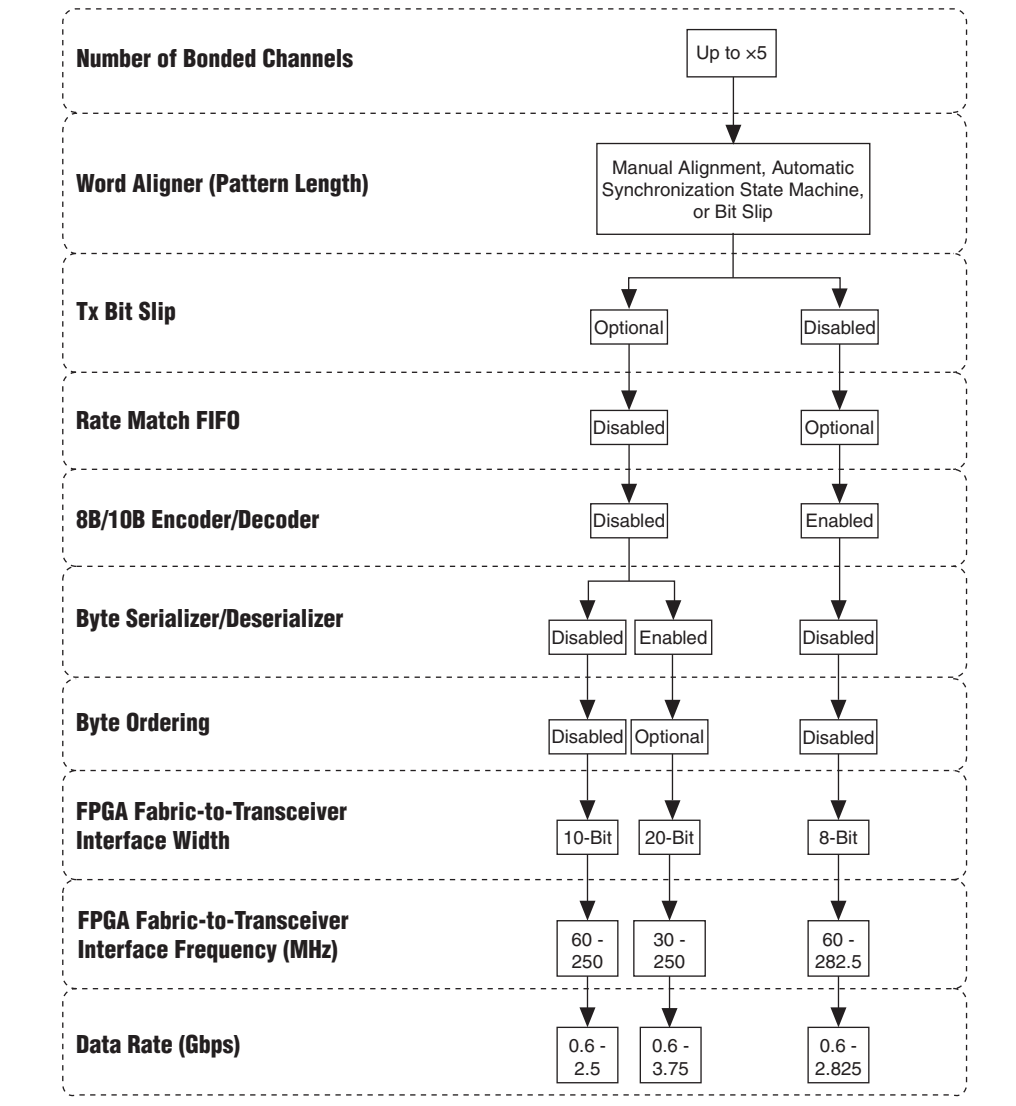 Number of Bonded Channels
Up to ×5
Word Aligner (Pattern Length)
Manual Alignment, Automatic
Synchronization State Machine,
or Bit Slip
Tx Bit Slip
Optional
Disabled
Rate Match FIFO
Disabled
Optional
8B/10B Encoder/Decoder
Disabled
Enabled
Byte Serializer/Deserializer
Disabled
Enabled
Disabled
Byte Ordering
Disabled
Optional
Disabled
FPGA Fabric-to-Transceiver
Interface Width
10-Bit
20-Bit
8-Bit
FPGA Fabric-to-Transceiver
Interface Frequency (MHz)
60 -
250
30 -
250
60 -
282.5
Data Rate (Gbps)
0.6 -
2.5
0.6 -
3.75
0.6 -
2.825